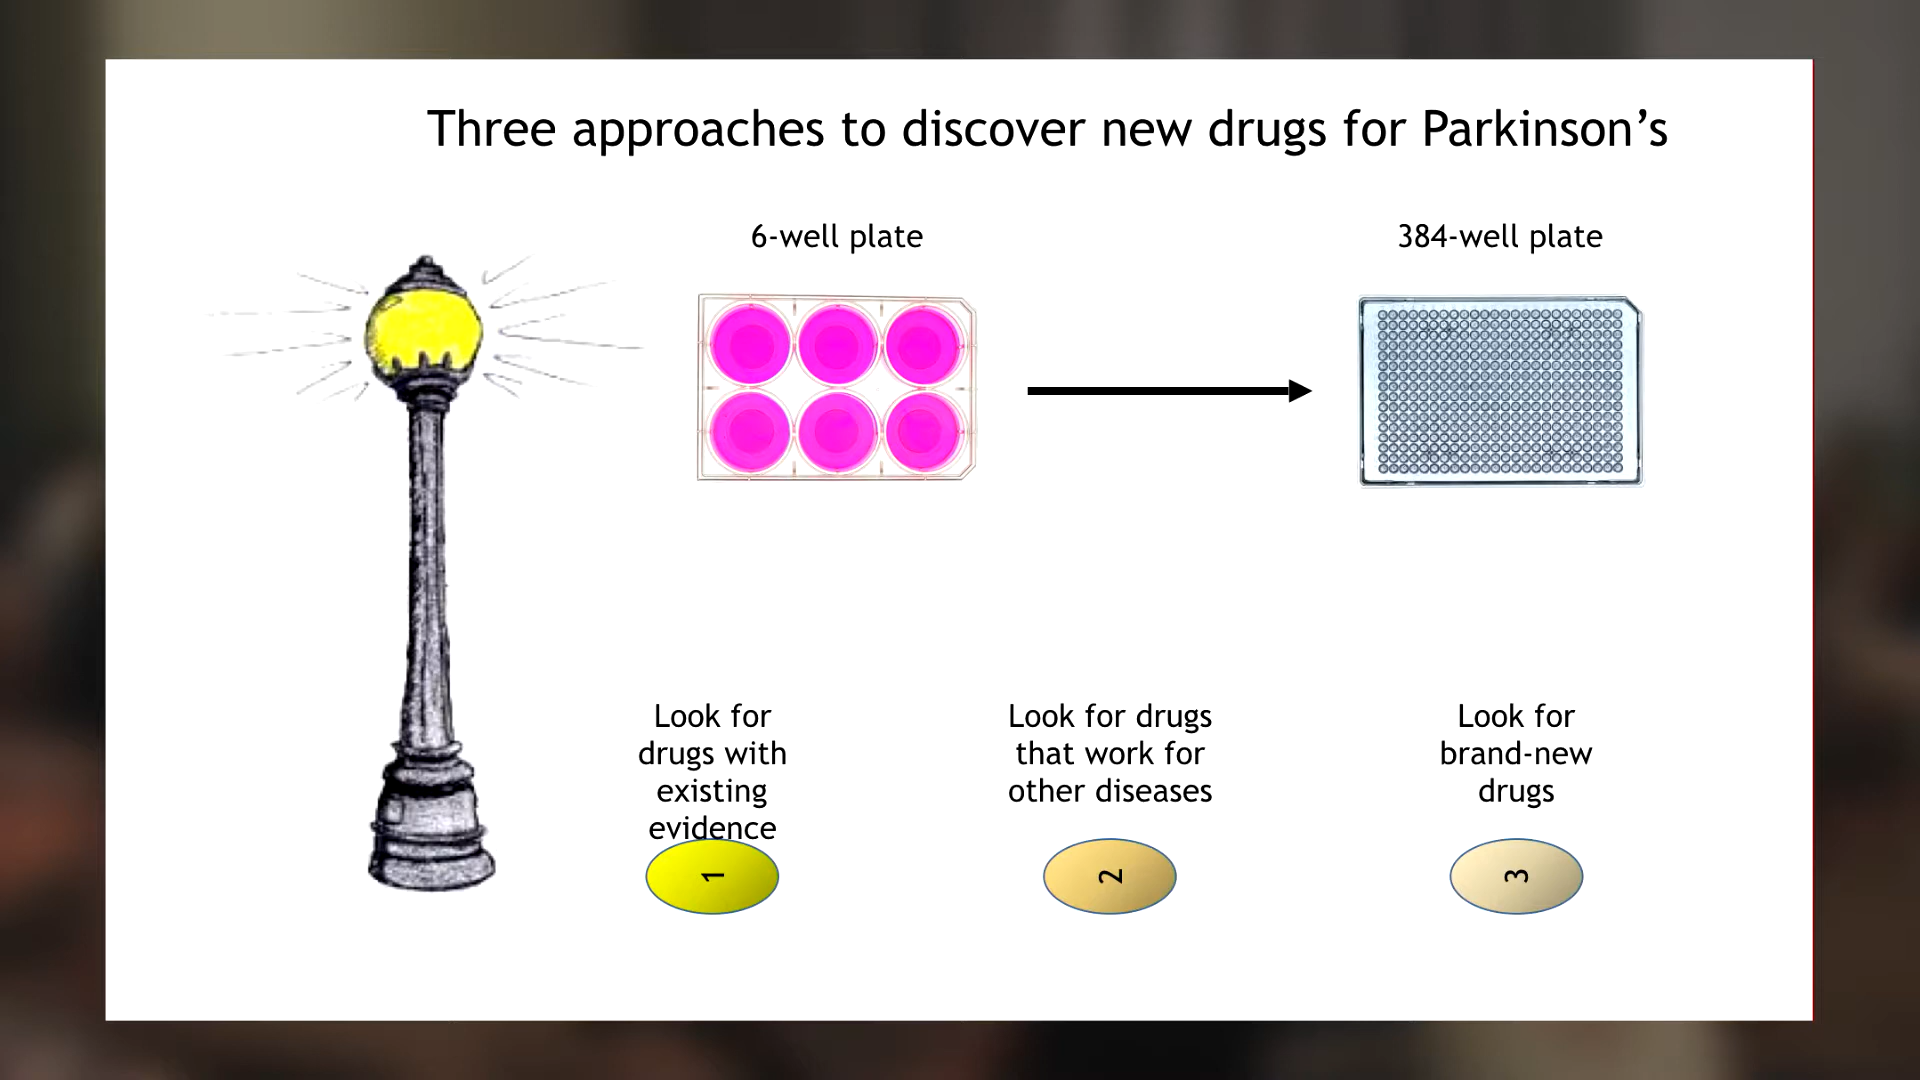 Three approaches to discover new drugs for Parkinson’s
6-well plate
384-well plate
Look for
drugs with
existing
evidence
1
Look for drugs
that work for
other diseases
2
Look for
brand-new
drugs
3